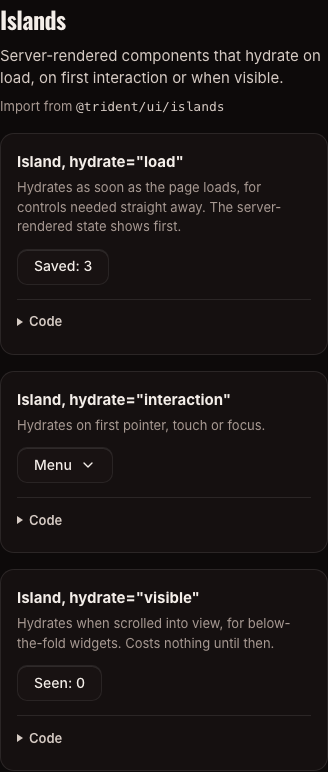 Islands
Server-rendered components that hydrate on
load, on first interaction or when visible.
Import from @trident/ui/islands
Island, hydrate="load"
Hydrates as soon as the page loads, for
controls needed straight away. The server-
rendered state shows first.
Saved: 3
Code
Island, hydrate="interaction"
Hydrates on first pointer, touch or focus.
Menu
Code
Island, hydrate="visible"
Hydrates when scrolled into view, for below-
the-fold widgets. Costs nothing until then.
Seen: 0
Code